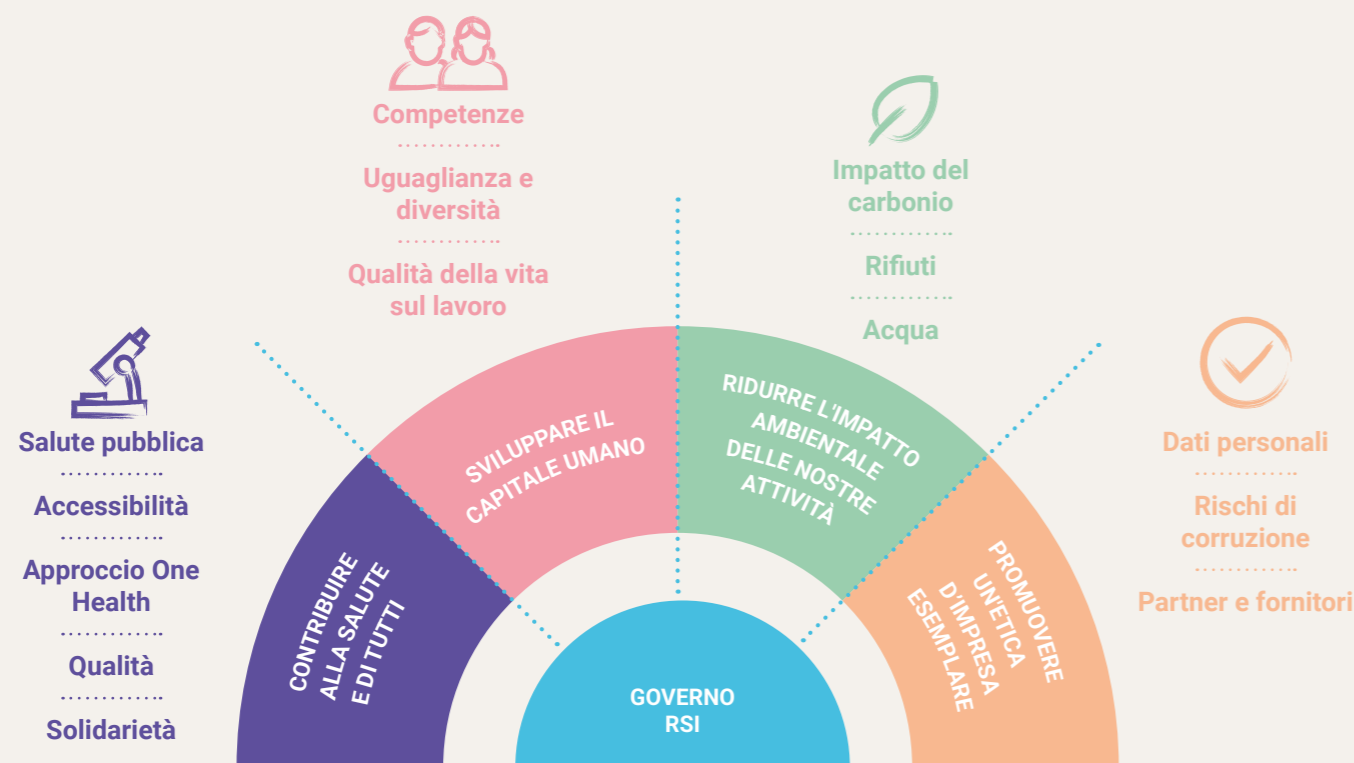 Competenze
Uguaglianza e
diversità
Qualità della vita
sul lavoro
Impatto del
carbonio
Rifiuti
Acqua
Salute pubblica
Accessibilità
Approccio One
Health
Qualità
Solidarietà
Dati personali
Rischi di
corruzione
Partner e fornitori
CONTRIBUIRE
ALLA SALUTE
E DI TUTTI
SVILUPPARE IL
CAPITALE UMANO
RIDURRE L'IMPATTO
AMBIENTALE
DELLE NOSTRE
ATTIVITÀ
PROMUOVERE
UN'ETICA
D'IMPRESA
ESEMPLARE
GOVERNO
RSI